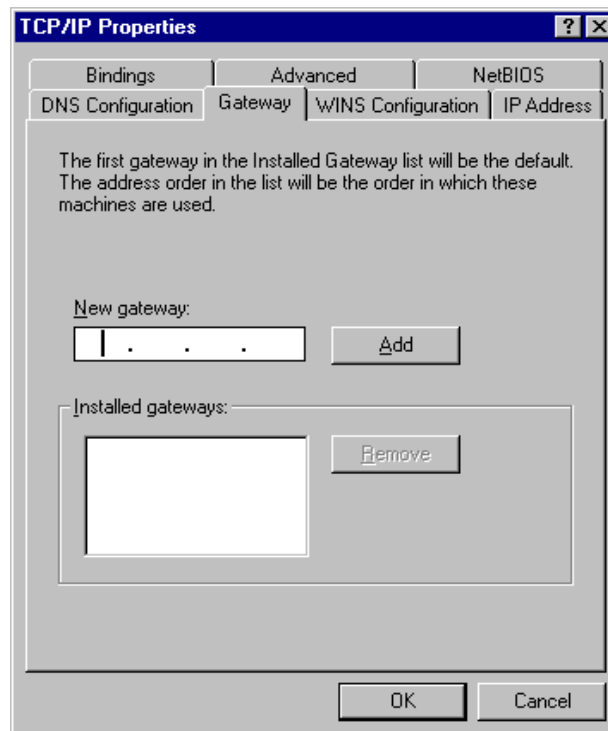 TCP/IP Properties
Bindings Advanced NetBIOS
DNS Configuration Gateway WINS Configuration IP Address
The first gateway in the Installed Gateway list will be the default.
The address order in the list will be the order in which these
machines are used.
New gateway:
. . .
Add
Installed gateways:
Remove
OK Cancel